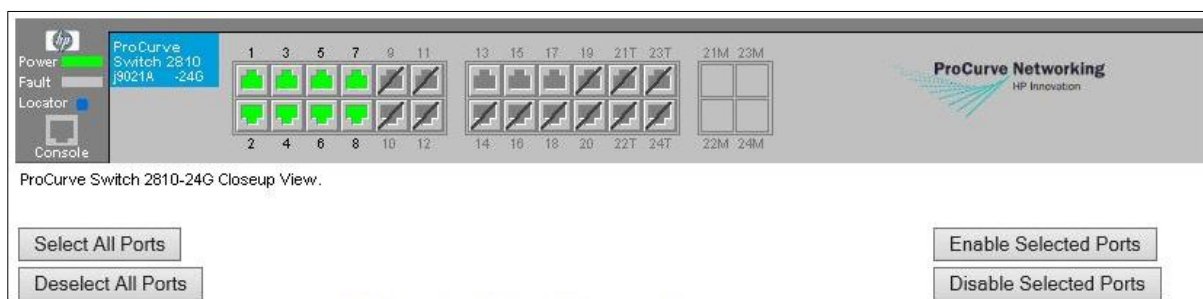 hp
ProCurve
Switch 2810
j9021A -24G
Power
Fault
Locator
Console
1 3 5 7 9 11 13 15 17 19 21T 23T 21M 23M
2 4 6 8 10 12 14 16 18 20 22T 24T 22M 24M
ProCurve Networking
HP Innovation
ProCurve Switch 2810-24G Closeup View.
Select All Ports
Enable Selected Ports
Deselect All Ports
Disable Selected Ports